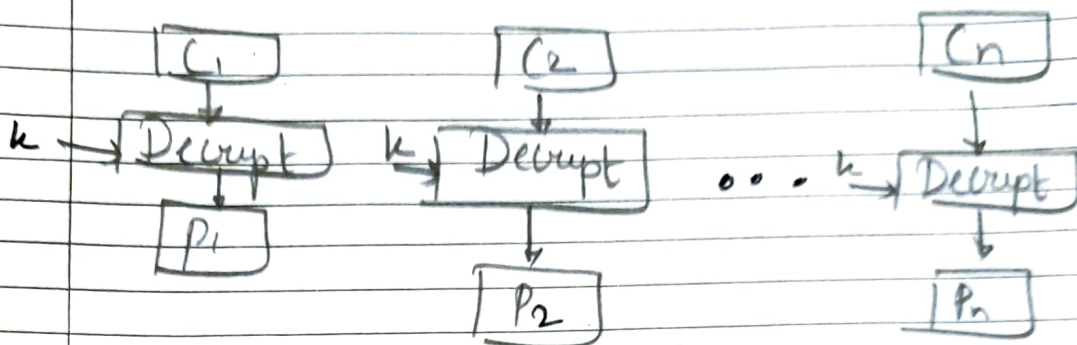 C1 C2 Cn
k Decrypt k Decrypt ... k Decrypt
P1 P2 Pn